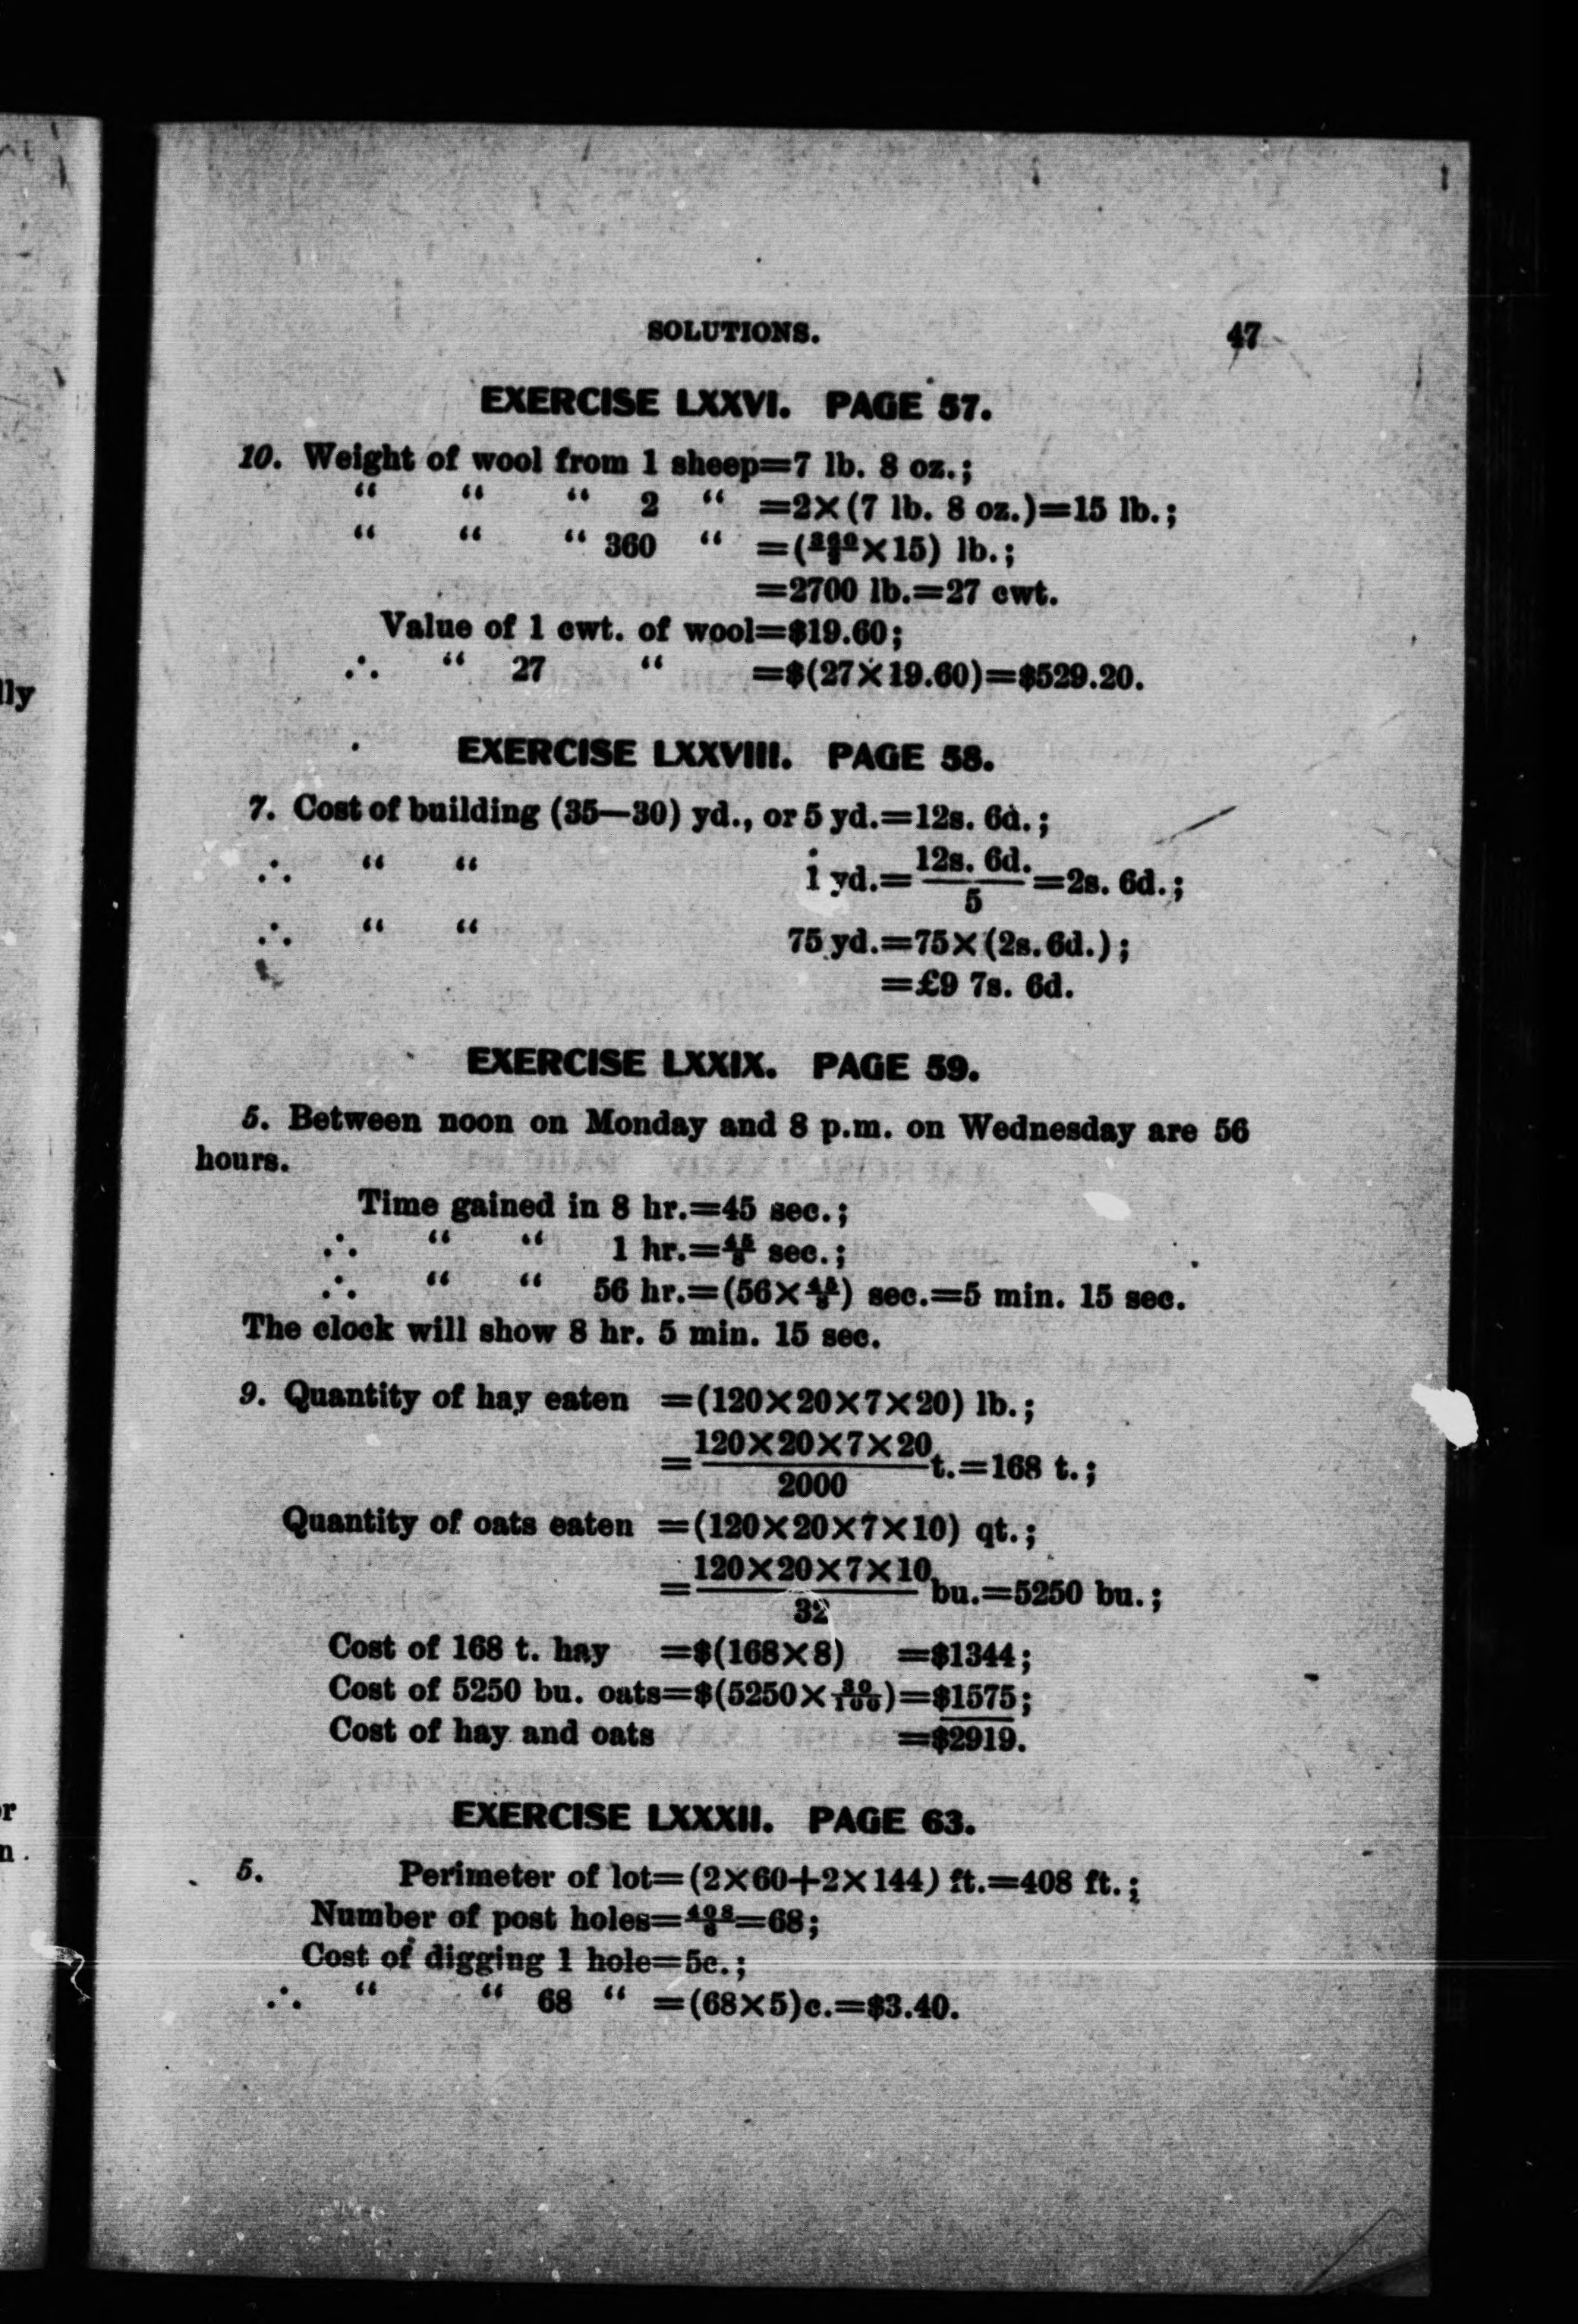 SOLUTIONS. 47
EXERCISE LXXVI. PAGE 57.
10. Weight of wool from 1 sheep=7 lb. 8 oz.;
“ “ “ 2 “ =2×(7 lb. 8 oz.)=15 lb.;
“ “ “ 360 “ =(360/2×15) lb.;
=2700 lb.=27 cwt.
Value of 1 cwt. of wool=$19.60;
∴ “ 27 “ =$(27×19.60)=$529.20.
EXERCISE LXXVIII. PAGE 58.
7. Cost of building (35—30) yd., or 5 yd.=12s. 6d.;
∴ “ “ 1 yd.=12s. 6d./5=2s. 6d.;
∴ “ “ 75 yd.=75×(2s. 6d.);
=£9 7s. 6d.
EXERCISE LXXIX. PAGE 59.
5. Between noon on Monday and 8 p.m. on Wednesday are 56
hours.
Time gained in 8 hr.=45 sec.;
∴ “ “ 1 hr.=45/8 sec.;
∴ “ “ 56 hr.=(56×45/8) sec.=5 min. 15 sec.
The clock will show 8 hr. 5 min. 15 sec.
9. Quantity of hay eaten =(120×20×7×20) lb.;
=120×20×7×20/2000 t.=168 t.;
Quantity of oats eaten =(120×20×7×10) qt.;
=120×20×7×10/32 bu.=5250 bu.;
Cost of 168 t. hay =$(168×8) =$1344;
Cost of 5250 bu. oats=$(5250×30/100)=$1575;
Cost of hay and oats =$2919.
EXERCISE LXXXII. PAGE 63.
5. Perimeter of lot=(2×60+2×144) ft.=408 ft.;
Number of post holes=408/6=68;
Cost of digging 1 hole=5c.;
∴ “ “ 68 “ =(68×5)c.=$3.40.